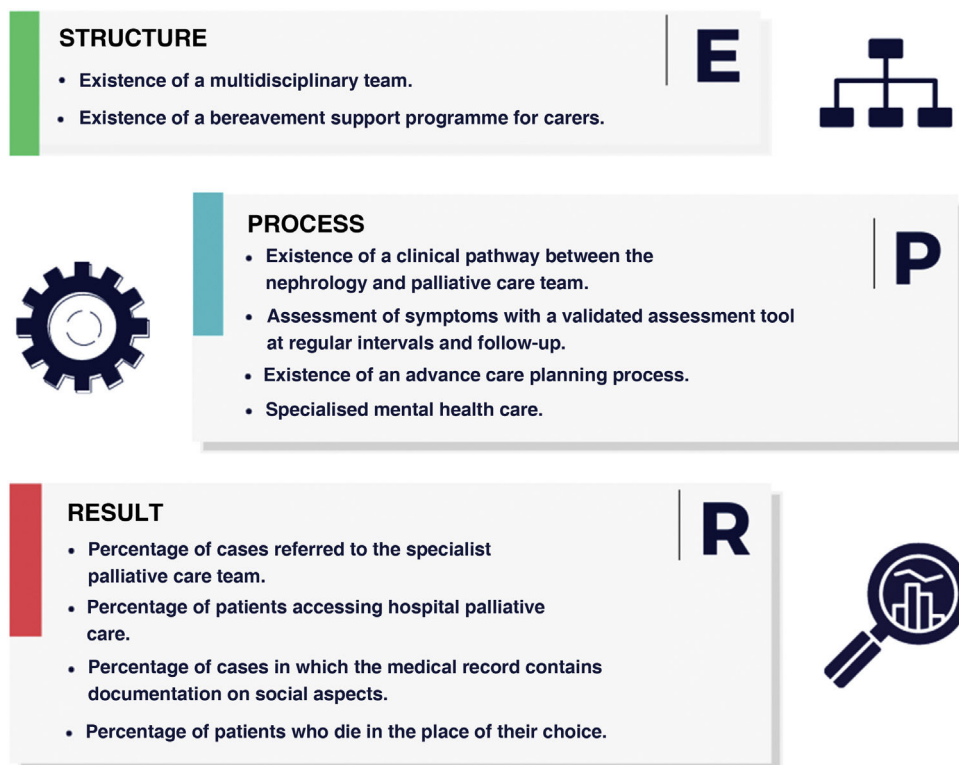 STRUCTURE
E
• Existence of a multidisciplinary team.
• Existence of a bereavement support programme for carers.
PROCESS
P
• Existence of a clinical pathway between the
nephrology and palliative care team.
• Assessment of symptoms with a validated assessment tool
at regular intervals and follow-up.
• Existence of an advance care planning process.
• Specialised mental health care.
RESULT
R
• Percentage of cases referred to the specialist
palliative care team.
• Percentage of patients accessing hospital palliative
care.
• Percentage of cases in which the medical record contains
documentation on social aspects.
• Percentage of patients who die in the place of their choice.